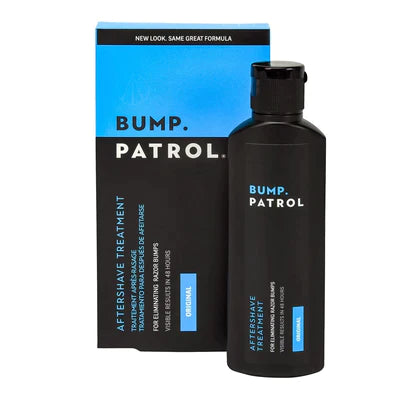 NEW LOOK. SAME GREAT FORMULA
BUMP.
PATROL®
AFTERSHAVE TREATMENT
TRAITEMENT APRÈS-RASAGE
TRATAMIENTO PARA DESPUÉS DE AFEITARSE
FOR ELIMINATING RAZOR BUMPS
VISIBLE RESULTS IN 48 HOURS
ORIGINAL
BUMP.
PATROL
AFTERSHAVE
TREATMENT
FOR ELIMINATING RAZOR BUMPS
VISIBLE RESULTS IN 48 HOURS
ORIGINAL